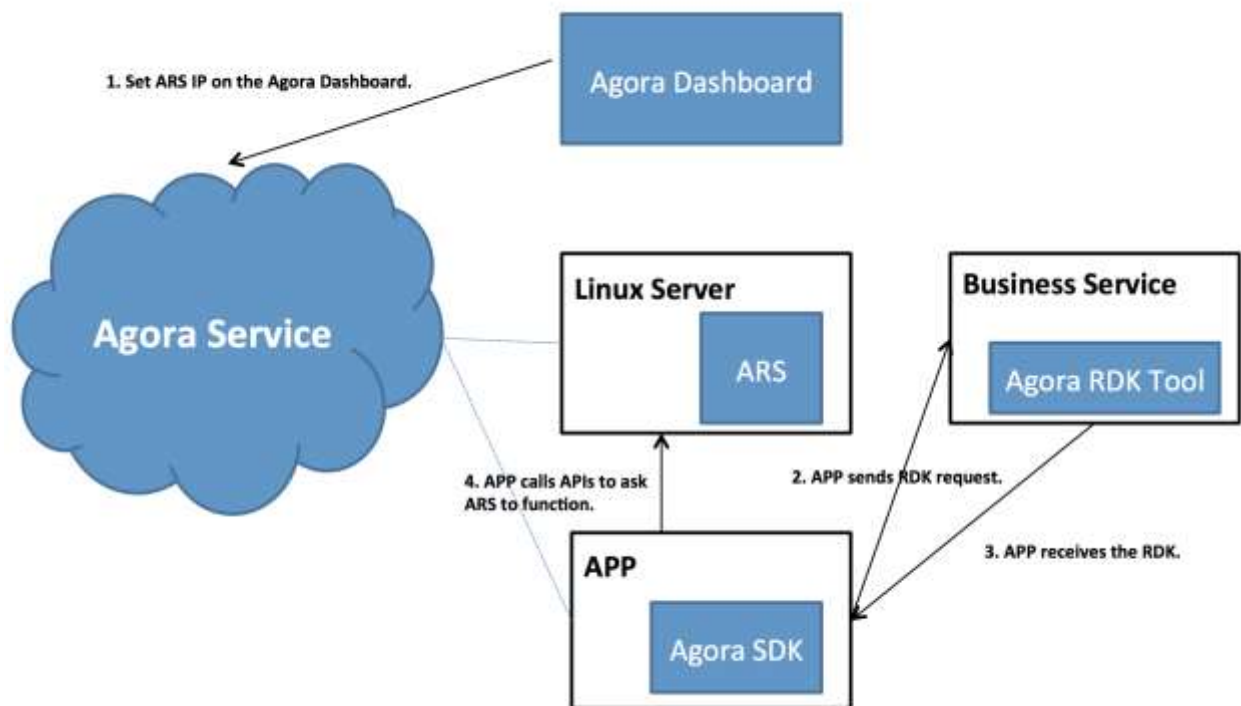 1. Set ARS IP on the Agora Dashboard.
Agora Dashboard
Agora Service
Linux Server
ARS
Business Service
Agora RDK Tool
4. APP calls APIs to ask
ARS to function.
2. APP sends RDK request.
3. APP receives the RDK.
APP
Agora SDK